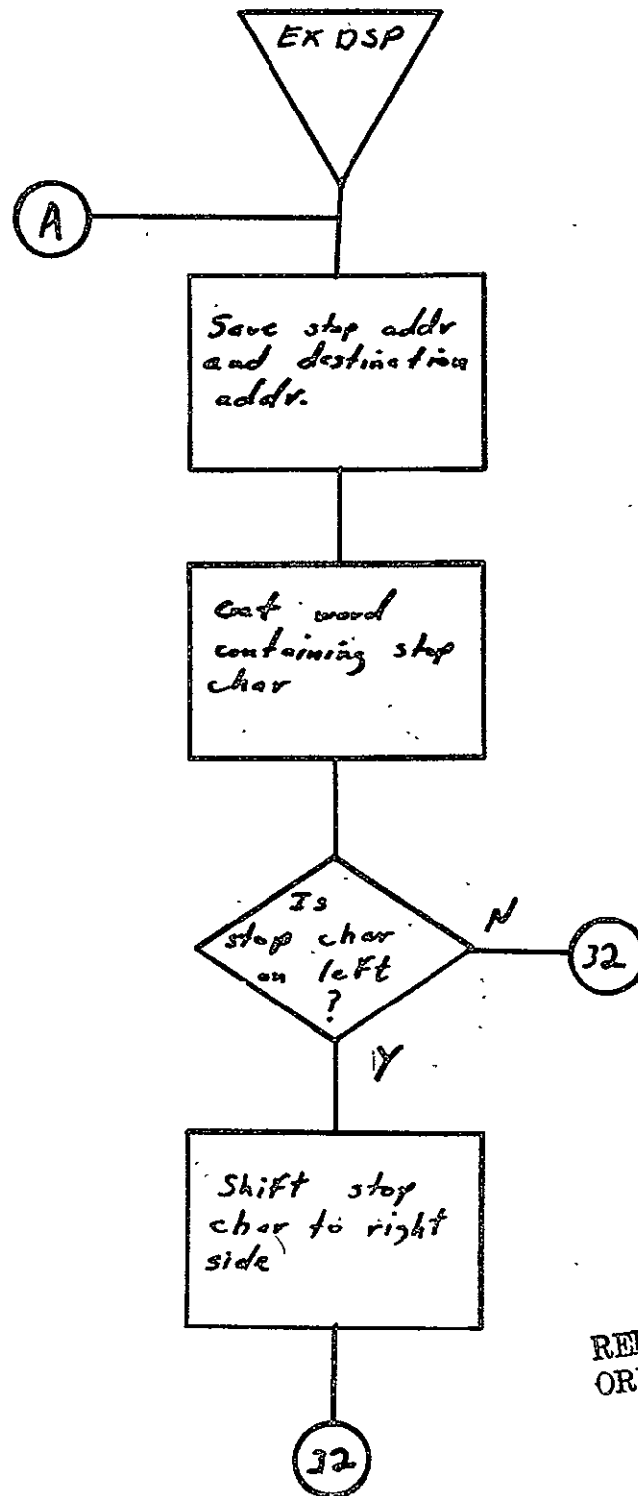 EX DSP
A
Save stop addr
and destination
addr.
Get word
containing stop
char
Is
stop char
on left
?
N
32
Y
Shift stop
char to right
side
32